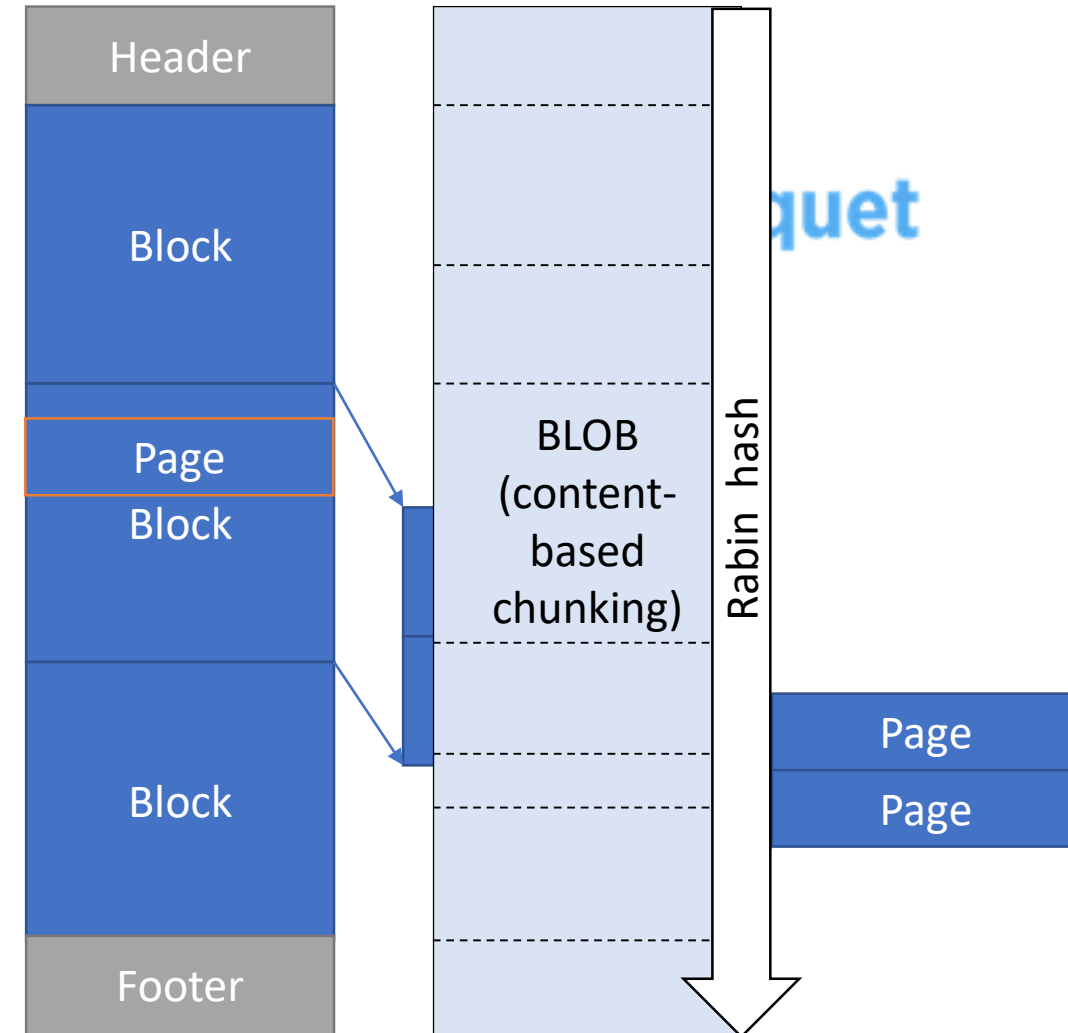 Header
Block
Page
Block
Block
Footer
BLOB
(content-
based
chunking)
Rabin hash
quet
Page
Page